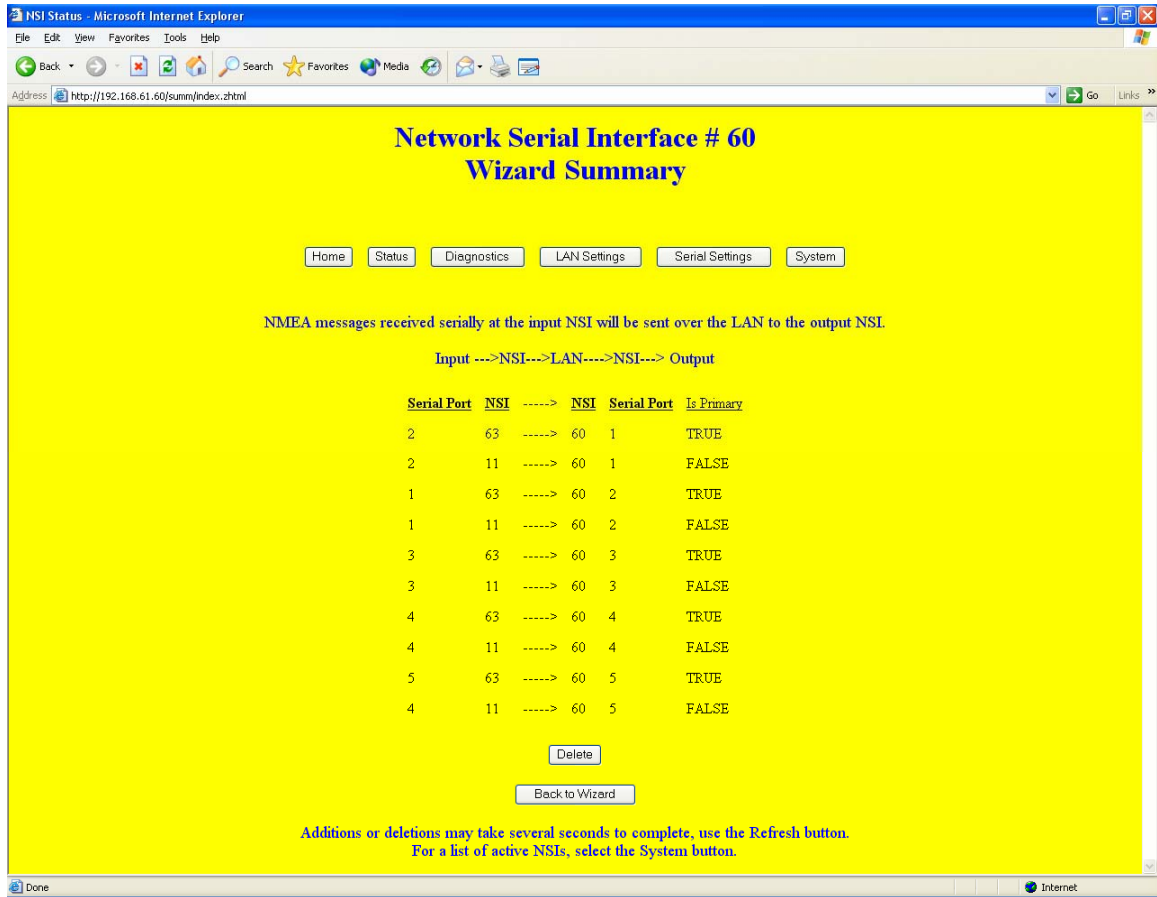 NSI Status - Microsoft Internet Explorer
File Edit View Favorites Tools Help
Back Search Favorites Media
Address http://192.168.61.60/summ/index.zhtml Go Links »
Network Serial Interface # 60
Wizard Summary
Home Status Diagnostics LAN Settings Serial Settings System
NMEA messages received serially at the input NSI will be sent over the LAN to the output NSI.
Input --->NSI--->LAN---->NSI---> Output
Serial Port NSI -----> NSI Serial Port Is Primary
2 63 -----> 60 1 TRUE
2 11 -----> 60 1 FALSE
1 63 -----> 60 2 TRUE
1 11 -----> 60 2 FALSE
3 63 -----> 60 3 TRUE
3 11 -----> 60 3 FALSE
4 63 -----> 60 4 TRUE
4 11 -----> 60 4 FALSE
5 63 -----> 60 5 TRUE
4 11 -----> 60 5 FALSE
Delete
Back to Wizard
Additions or deletions may take several seconds to complete, use the Refresh button.
For a list of active NSIs, select the System button.
Done Internet